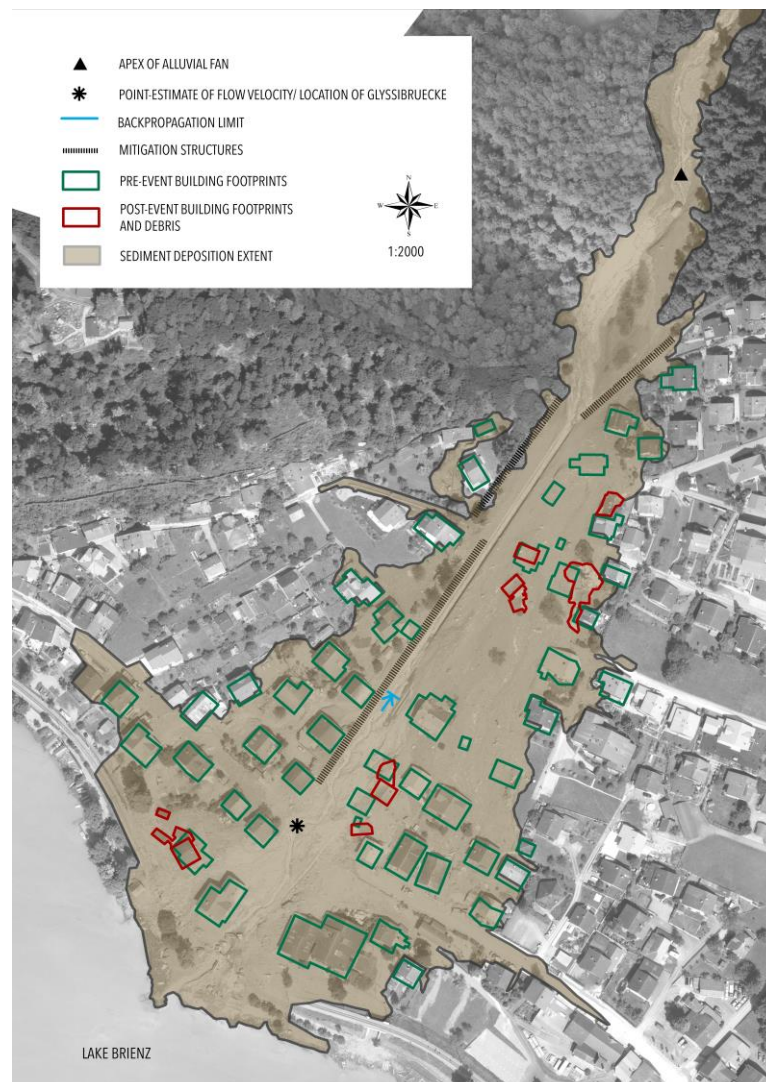 APEX OF ALLUVIAL FAN
POINT-ESTIMATE OF FLOW VELOCITY/ LOCATION OF GLYSSIBRUECKE
BACKPROPAGATION LIMIT
MITIGATION STRUCTURES
PRE-EVENT BUILDING FOOTPRINTS
POST-EVENT BUILDING FOOTPRINTS
AND DEBRIS
SEDIMENT DEPOSITION EXTENT
N
W E
S
1:2000
LAKE BRIENZ